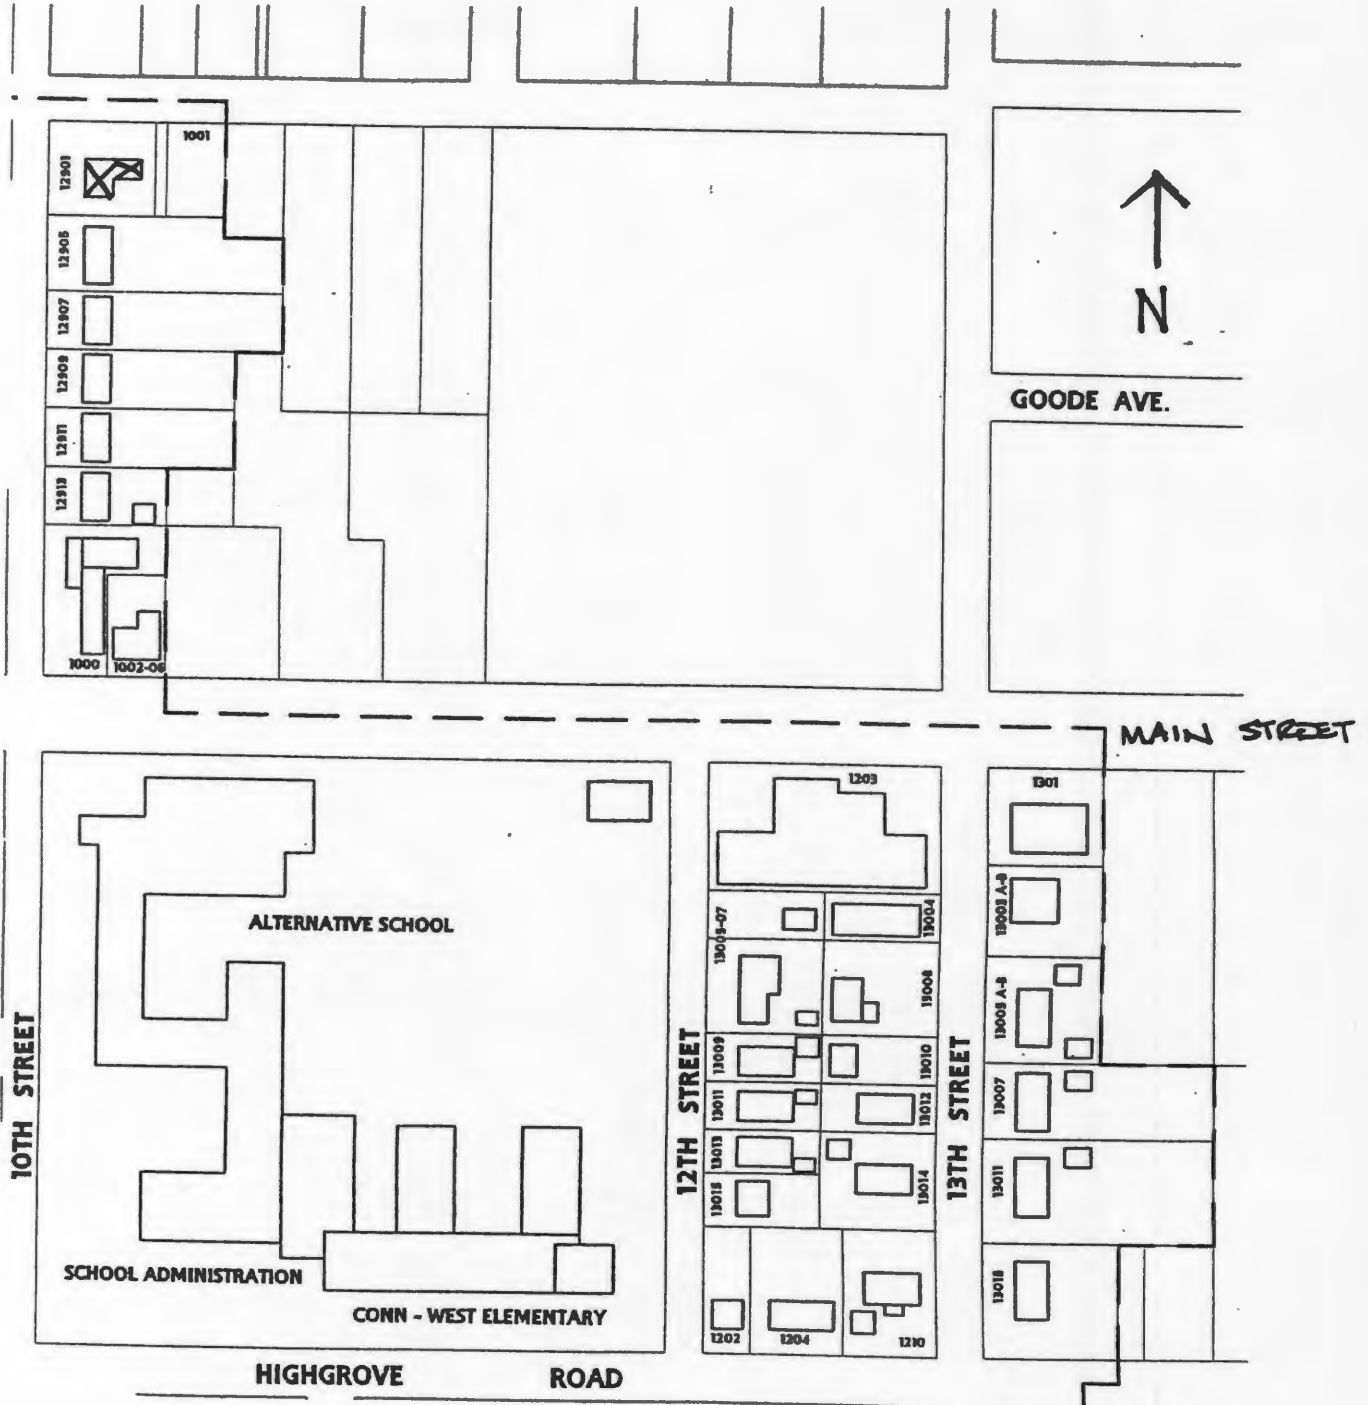 1001
12901
12905
12907
12909
12911
12913
1000
1002-06
N
GOODE AVE.
MAIN STREET
1203
1301
ALTERNATIVE SCHOOL
13005-07
13004
13003 A-B
13008
13005 A-B
13009
13010
13007
13011
13012
13013
13014
13011
13015
10TH STREET
12TH STREET
13TH STREET
SCHOOL ADMINISTRATION
CONN - WEST ELEMENTARY
1202
1204
1210
HIGHGROVE ROAD